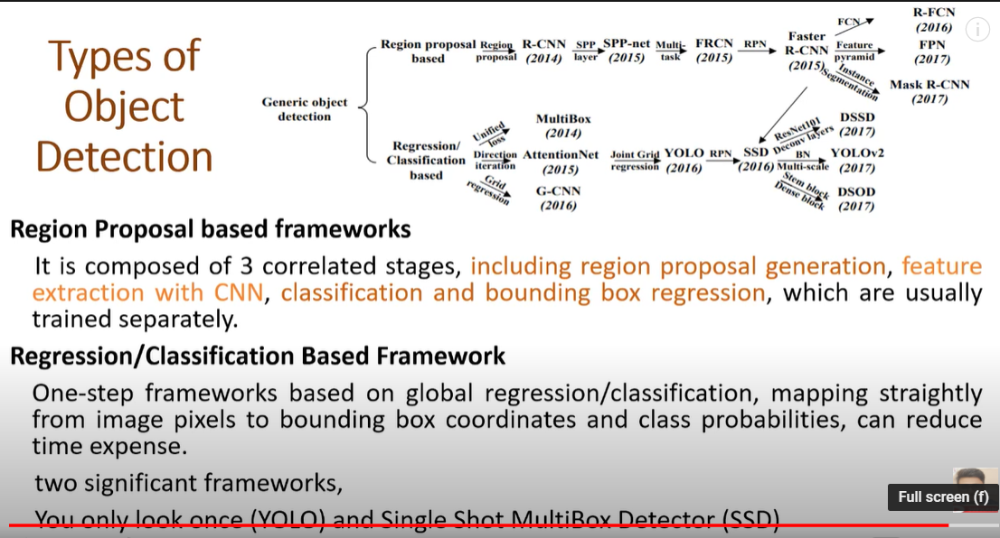 Types of
Object
Detection
Generic object
detection
Region proposal
based
Region
proposal
R-CNN
(2014)
SPP
layer
SPP-net
(2015)
Multi-
task
FRCN
(2015)
RPN
Faster
R-CNN
(2015)
FCN
R-FCN
(2016)
Feature
pyramid
FPN
(2017)
Instance
Segmentation
Mask R-CNN
(2017)
Regression/
Classification
based
Unified
loss
MultiBox
(2014)
Direction
iteration
AttentionNet
(2015)
Grid
regression
G-CNN
(2016)
Joint Grid
regression
YOLO
(2016)
RPN
SSD
(2016)
ResNet101
Deconv layers
DSSD
(2017)
BN
Multi-scale
YOLOv2
(2017)
Stem block
Dense block
DSOD
(2017)
Region Proposal based frameworks
It is composed of 3 correlated stages, including region proposal generation, feature
extraction with CNN, classification and bounding box regression, which are usually
trained separately.
Regression/Classification Based Framework
One-step frameworks based on global regression/classification, mapping straightly
from image pixels to bounding box coordinates and class probabilities, can reduce
time expense.
two significant frameworks,
You only look once (YOLO) and Single Shot MultiBox Detector (SSD)
Full screen (f)